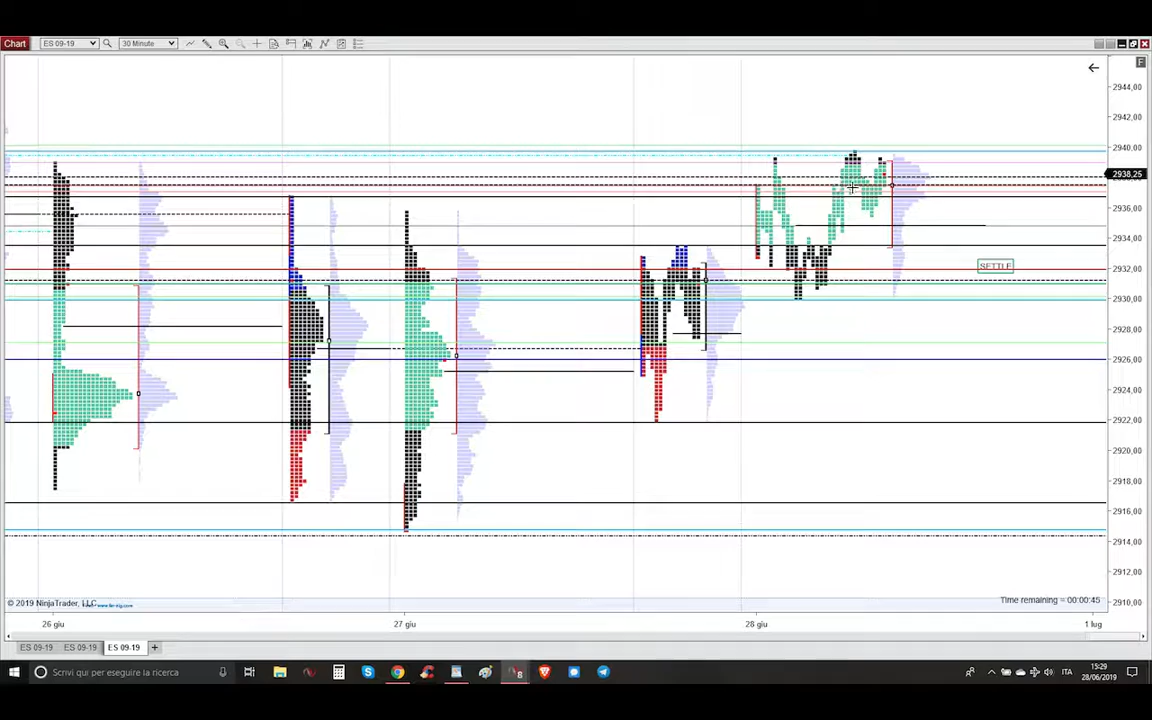 Chart ES 09-19 30 Minute
F
2944,00
2942,00
2940,00
2938,25
2936,00
2934,00
SETTLE
2932,00
2930,00
2928,00
2926,00
2924,00
2922,00
2920,00
2918,00
2916,00
2914,00
2912,00
2910,00
© 2019 NinjaTrader, LLC
Time remaining = 00:00:45
26 giu 27 giu 28 giu 1 lug
ES 09-19 ES 09-19 ES 09-19 +
Scrivi qui per eseguire la ricerca
8
ITA
15:29
28/06/2019